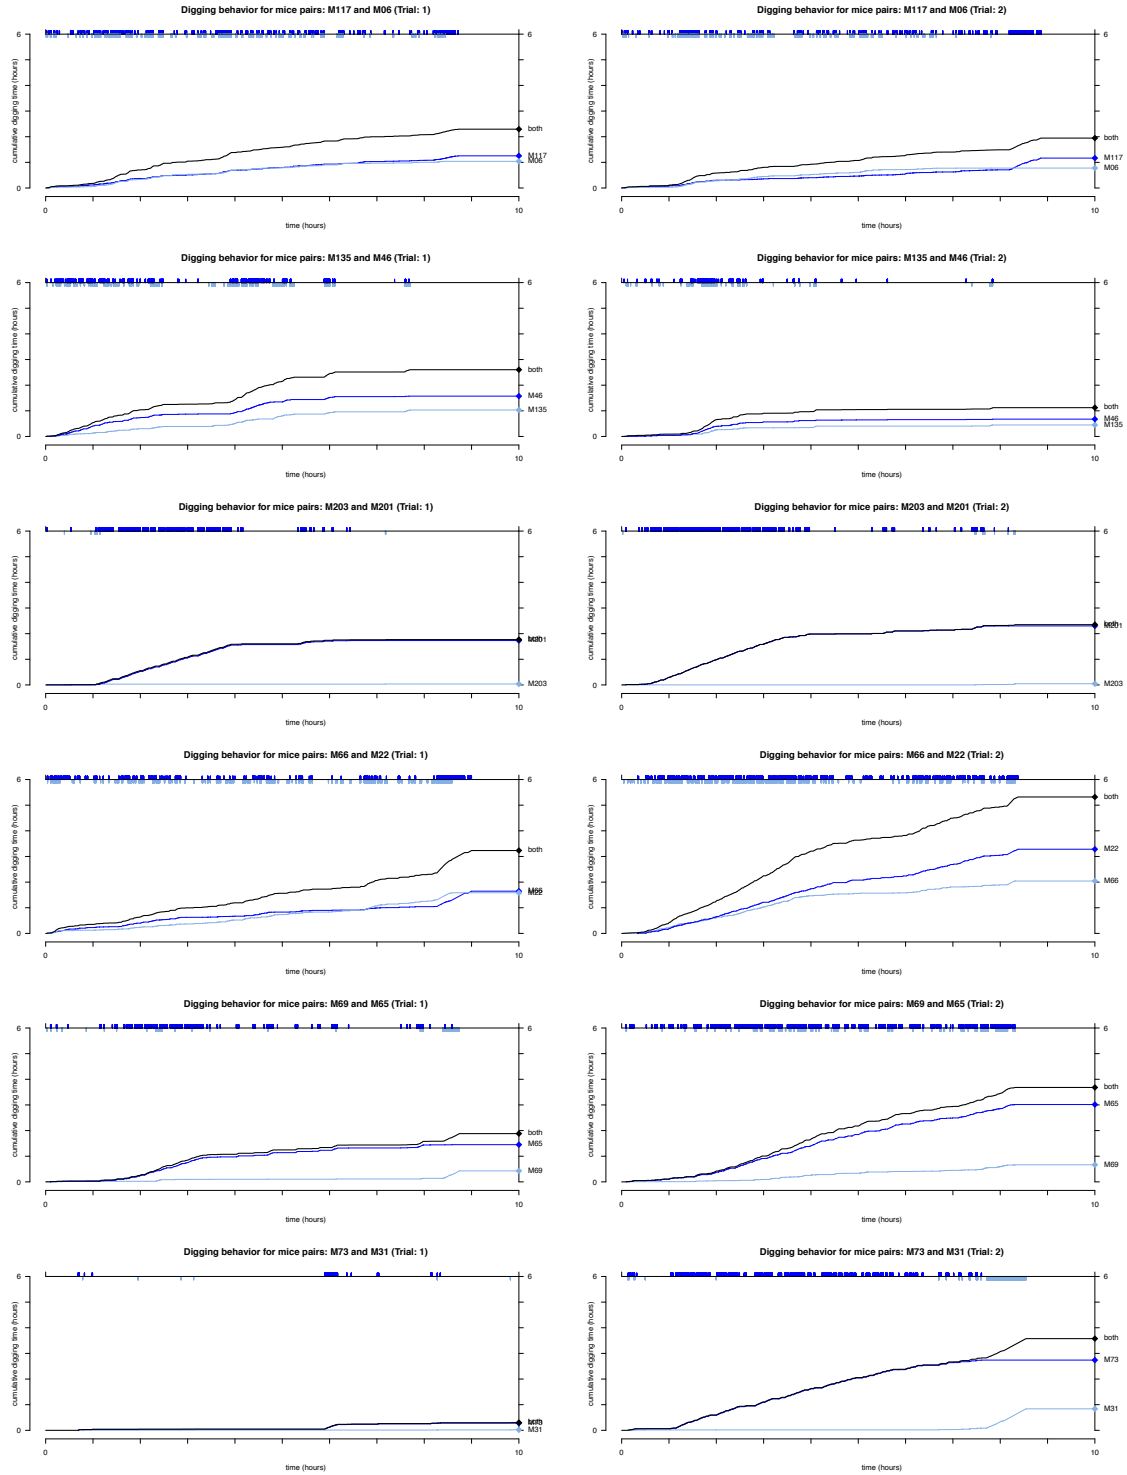 Digging behavior for mice pairs: M117 and M06 (Trial: 1)
6
6
cumulative digging time (hours)
both
M117
M06
0
0
10
time (hours)
Digging behavior for mice pairs: M117 and M06 (Trial: 2)
6
6
cumulative digging time (hours)
both
M117
M06
0
0
10
time (hours)
Digging behavior for mice pairs: M135 and M46 (Trial: 1)
6
6
cumulative digging time (hours)
both
M46
M135
0
0
10
time (hours)
Digging behavior for mice pairs: M135 and M46 (Trial: 2)
6
6
cumulative digging time (hours)
both
M46
M135
0
0
10
time (hours)
Digging behavior for mice pairs: M203 and M201 (Trial: 1)
6
6
cumulative digging time (hours)
both
M201
M203
0
0
10
time (hours)
Digging behavior for mice pairs: M203 and M201 (Trial: 2)
6
6
cumulative digging time (hours)
both
M201
M203
0
0
10
time (hours)
Digging behavior for mice pairs: M66 and M22 (Trial: 1)
6
6
cumulative digging time (hours)
both
M66
M22
0
0
10
time (hours)
Digging behavior for mice pairs: M66 and M22 (Trial: 2)
6
6
cumulative digging time (hours)
both
M22
M66
0
0
10
time (hours)
Digging behavior for mice pairs: M69 and M65 (Trial: 1)
6
6
cumulative digging time (hours)
both
M65
M69
0
0
10
time (hours)
Digging behavior for mice pairs: M69 and M65 (Trial: 2)
6
6
cumulative digging time (hours)
both
M65
M69
0
0
10
time (hours)
Digging behavior for mice pairs: M73 and M31 (Trial: 1)
6
6
cumulative digging time (hours)
both
M73
M31
0
0
10
time (hours)
Digging behavior for mice pairs: M73 and M31 (Trial: 2)
6
6
cumulative digging time (hours)
both
M73
M31
0
0
10
time (hours)